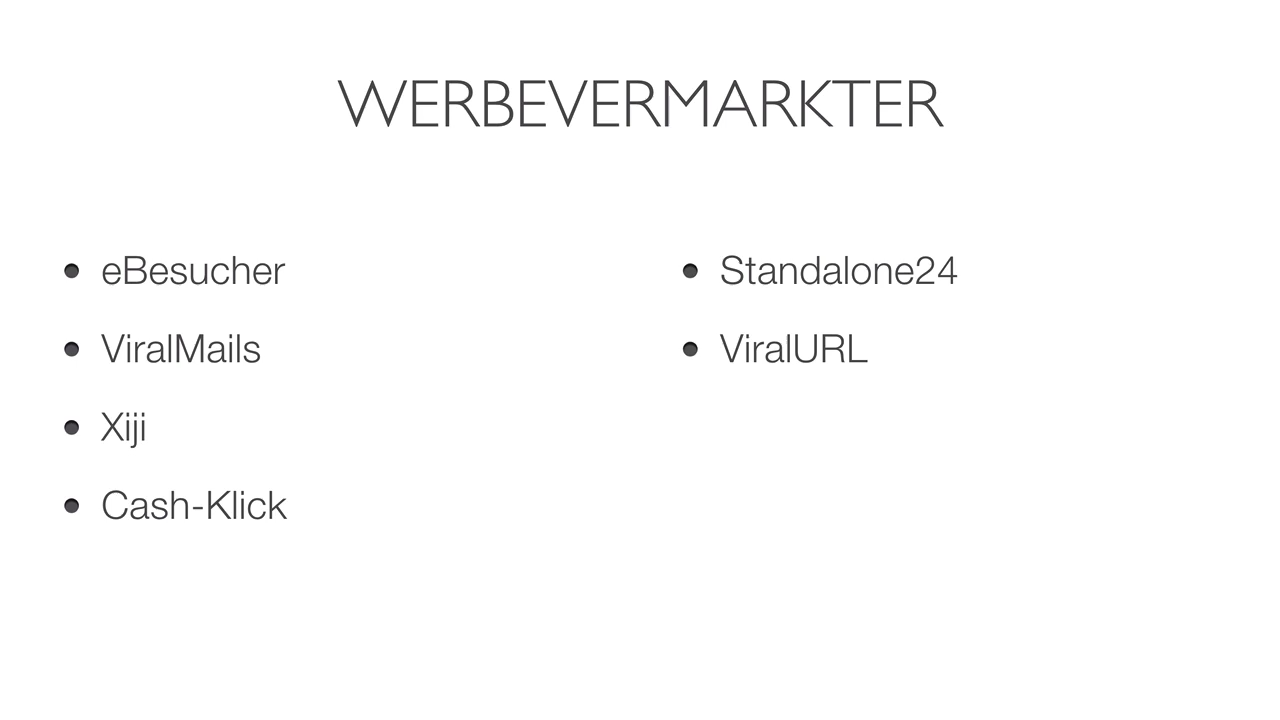 WERBEVERMARKTER
eBesucher
ViralMails
Xiji
Cash-Klick
Standalone24
ViralURL